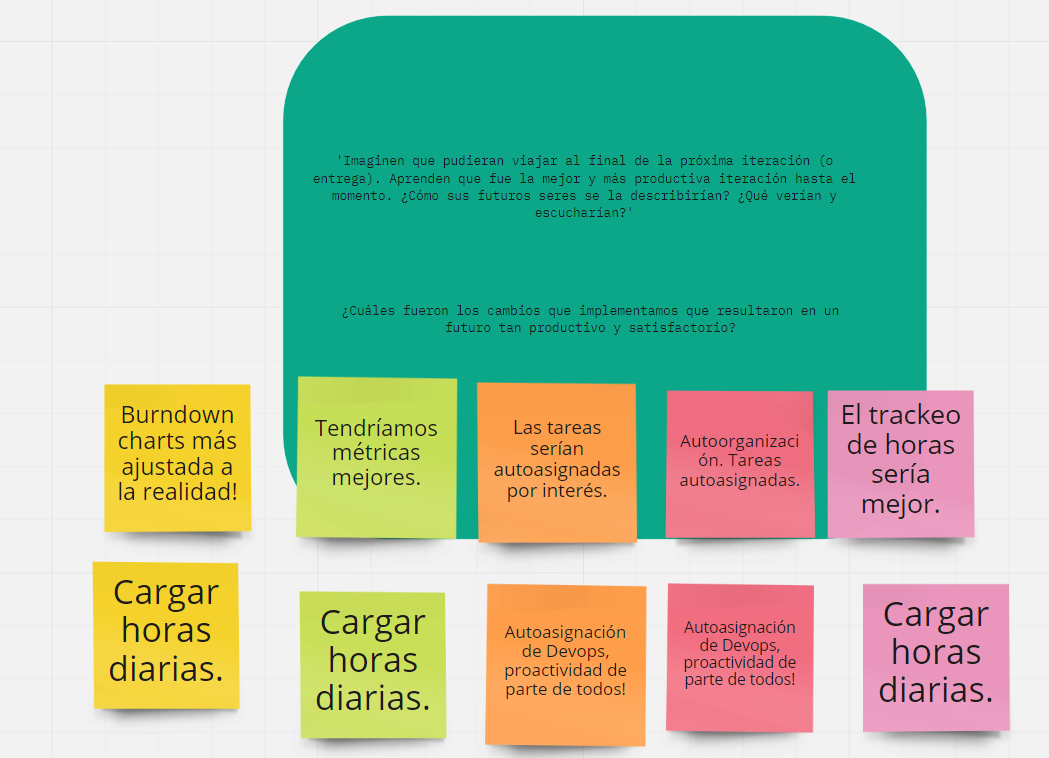 'Imaginen que pudieran viajar al final de la próxima iteración (o
entrega). Aprenden que fue la mejor y más productiva iteración hasta el
momento. ¿Cómo sus futuros seres se la describirían? ¿Qué verían y
escucharían?'
¿Cuáles fueron los cambios que implementamos que resultaron en un
futuro tan productivo y satisfactorio?
Burndown
charts más
ajustada a
la realidad!
Tendríamos
métricas
mejores.
Las tareas
serían
autoasignadas
por interés.
Autoorganizaci
ón. Tareas
autoasignadas.
El trackeo
de horas
sería
mejor.
Cargar
horas
diarias.
Cargar
horas
diarias.
Autoasignación
de Devops,
proactividad de
parte de todos!
Autoasignación
de Devops,
proactividad de
parte de todos!
Cargar
horas
diarias.